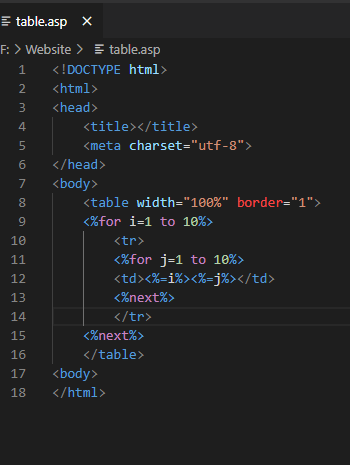 table.asp ×
F: > Website > table.asp
1 <!DOCTYPE html>
2 <html>
3 <head>
4 <title></title>
5 <meta charset="utf-8">
6 </head>
7 <body>
8 <table width="100%" border="1">
9 <%for i=1 to 10%>
10 <tr>
11 <%for j=1 to 10%>
12 <td><%=i%><%=j%></td>
13 <%next%>
14 </tr>
15 <%next%>
16 </table>
17 <body>
18 </html>